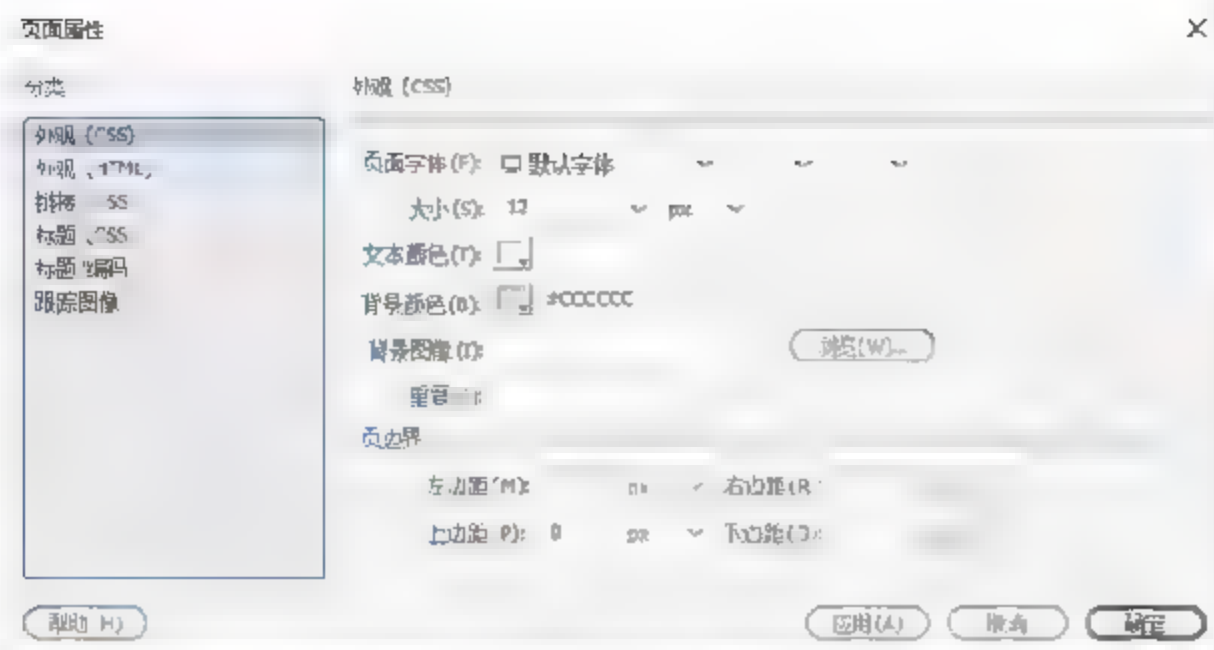 页面属性
分类
外观 (CSS)
外观 (CSS)
外观 (HTML)
链接 (CSS)
标题 (CSS)
标题/编码
跟踪图像
页面字体(F): 默认字体
大小(S): 12 px
文本颜色(T):
背景颜色(B): #CCCCCC
背景图像(I): 浏览(W)...
重复
页边界
左边距(M): px 右边距(R
上边距(P): 0 px 下边距(O):
帮助(H) 应用(A) 取消 确定